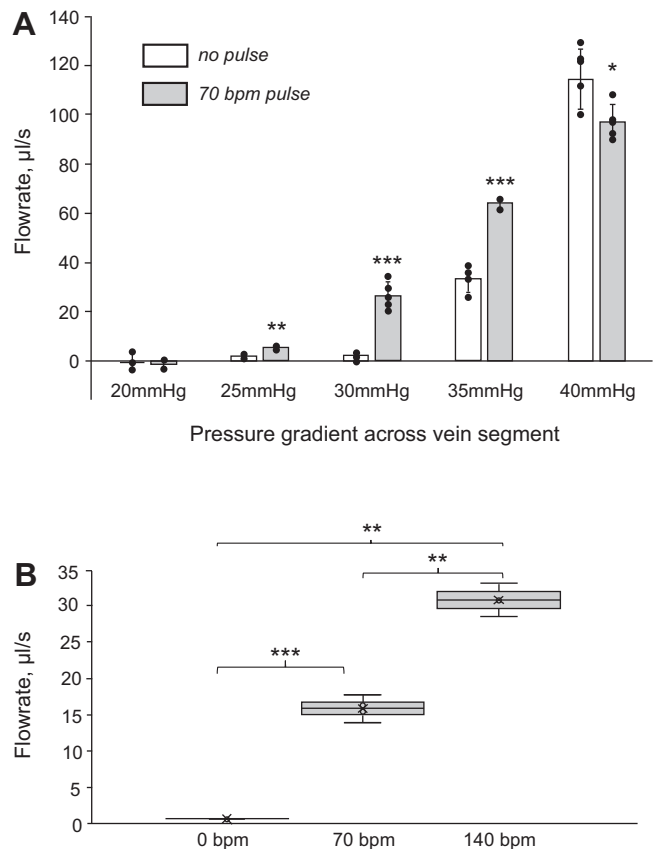 A
140
120
100
80
60
40
20
0
Flowrate, µl/s
no pulse
70 bpm pulse
**
***
***
*
20mmHg 25mmHg 30mmHg 35mmHg 40mmHg
Pressure gradient across vein segment
B
35
30
25
20
15
10
5
0
Flowrate, µl/s
**
**
***
0 bpm 70 bpm 140 bpm